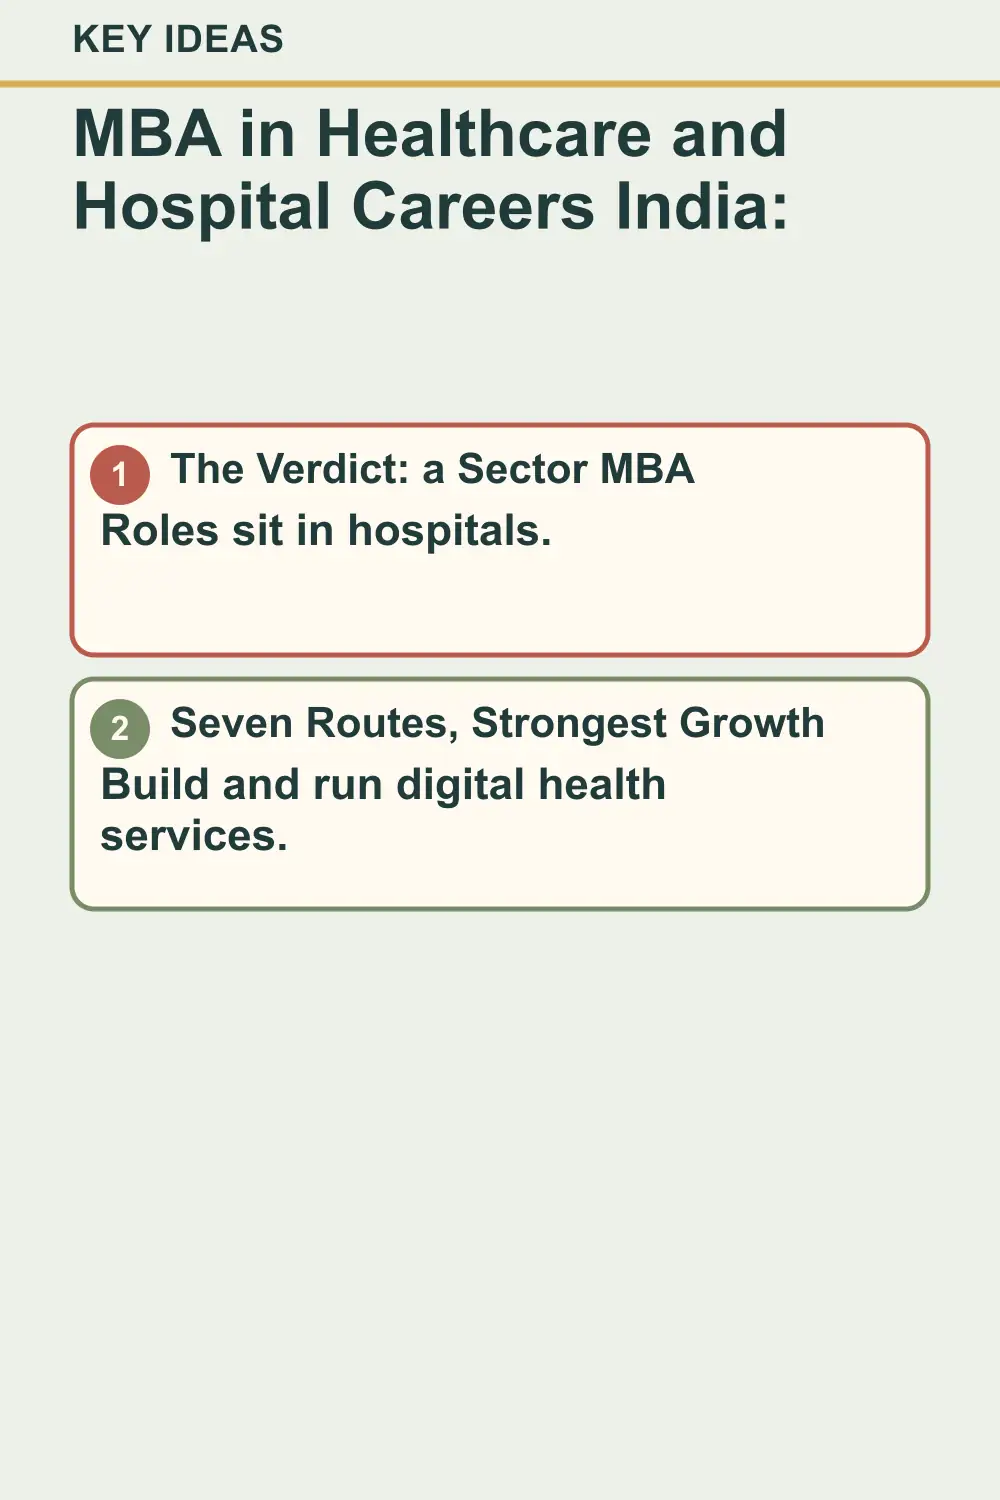 KEY IDEAS
MBA in Healthcare and
Hospital Careers India:
1 The Verdict: a Sector MBA
Roles sit in hospitals.
2 Seven Routes, Strongest Growth
Build and run digital health
services.